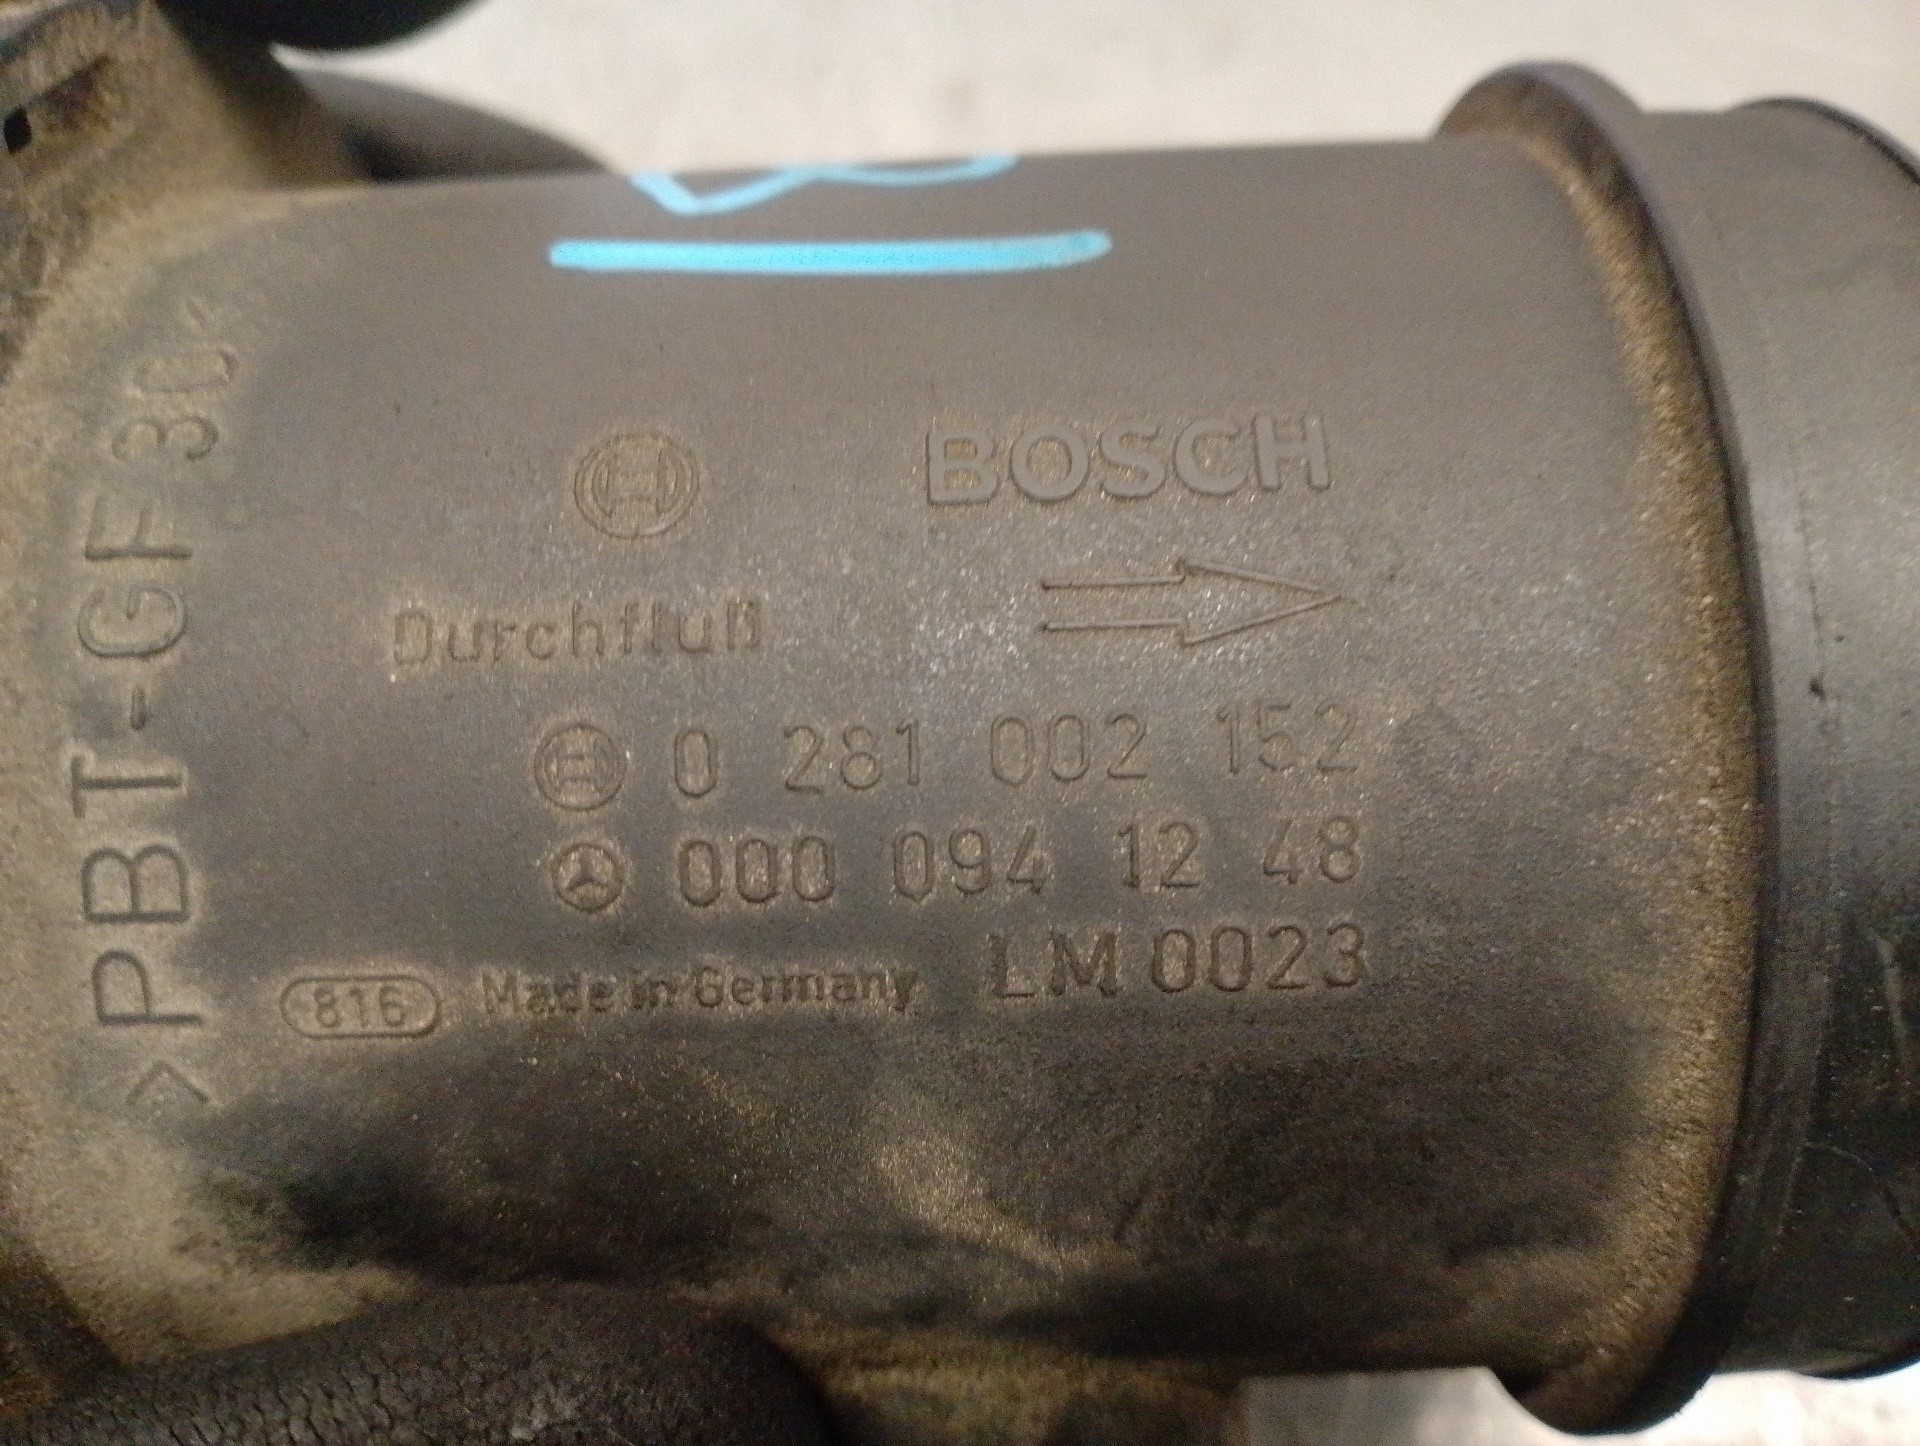 >PBT-GF30<
BOSCH
Durchfluß
0 281 002 152
000 094 12 48
LM 0023
816 Made in Germany